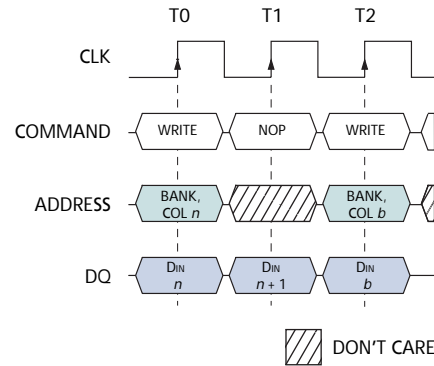 T0 T1 T2
CLK
COMMAND WRITE NOP WRITE
ADDRESS BANK, COL n BANK, COL b
DQ DIN n DIN n + 1 DIN b
DON'T CARE